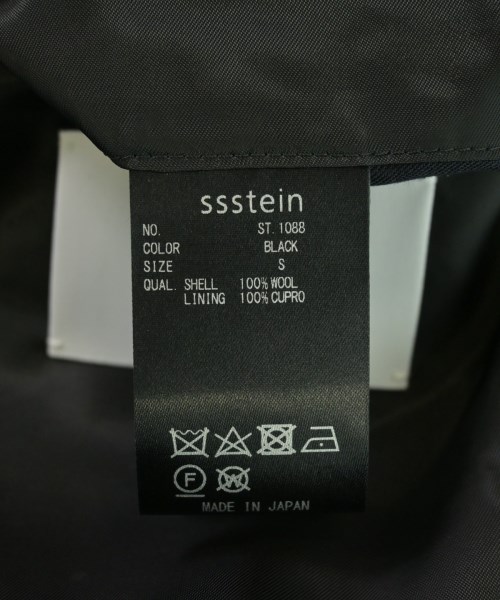 ssstein
NO. ST.1088
COLOR BLACK
SIZE S
QUAL. SHELL 100% WOOL
LINING 100% CUPRO
F W
MADE IN JAPAN